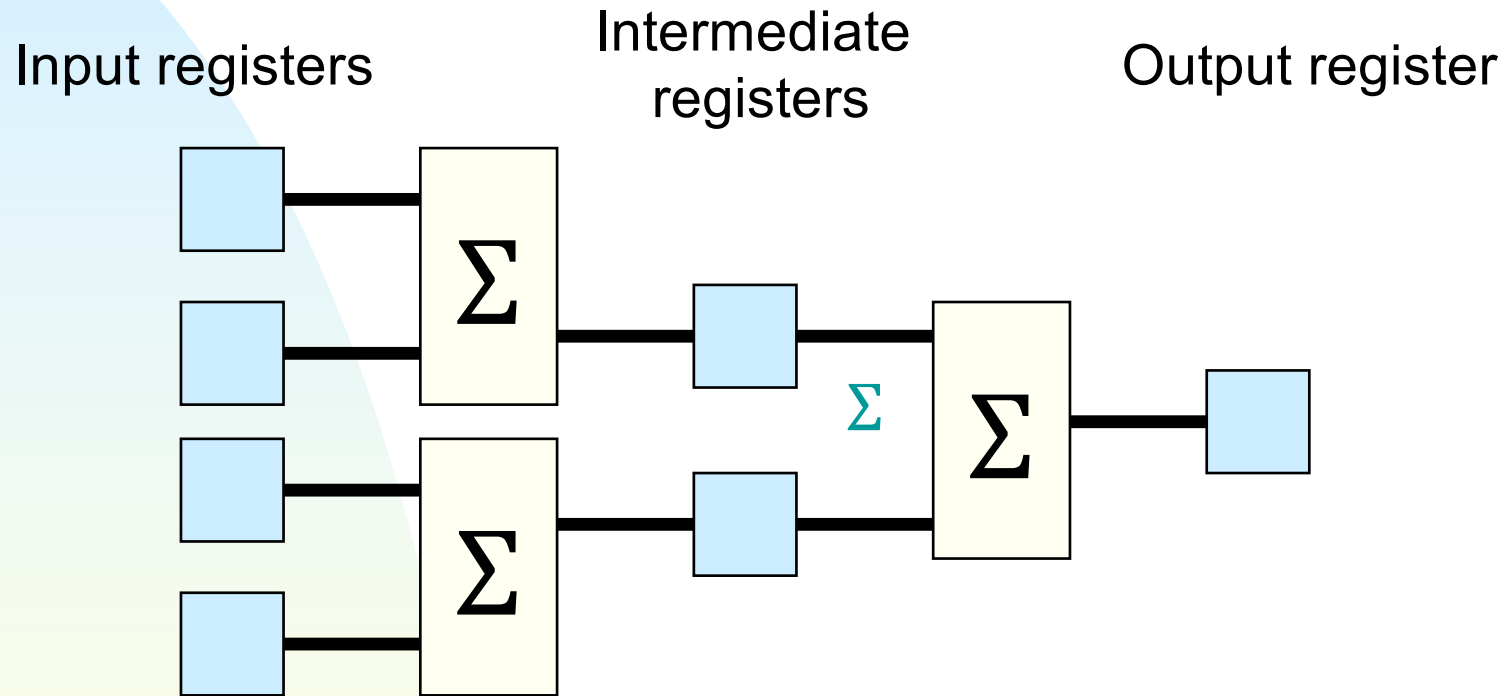 Input registers
Intermediate
registers
Output register
Σ
Σ
Σ
Σ